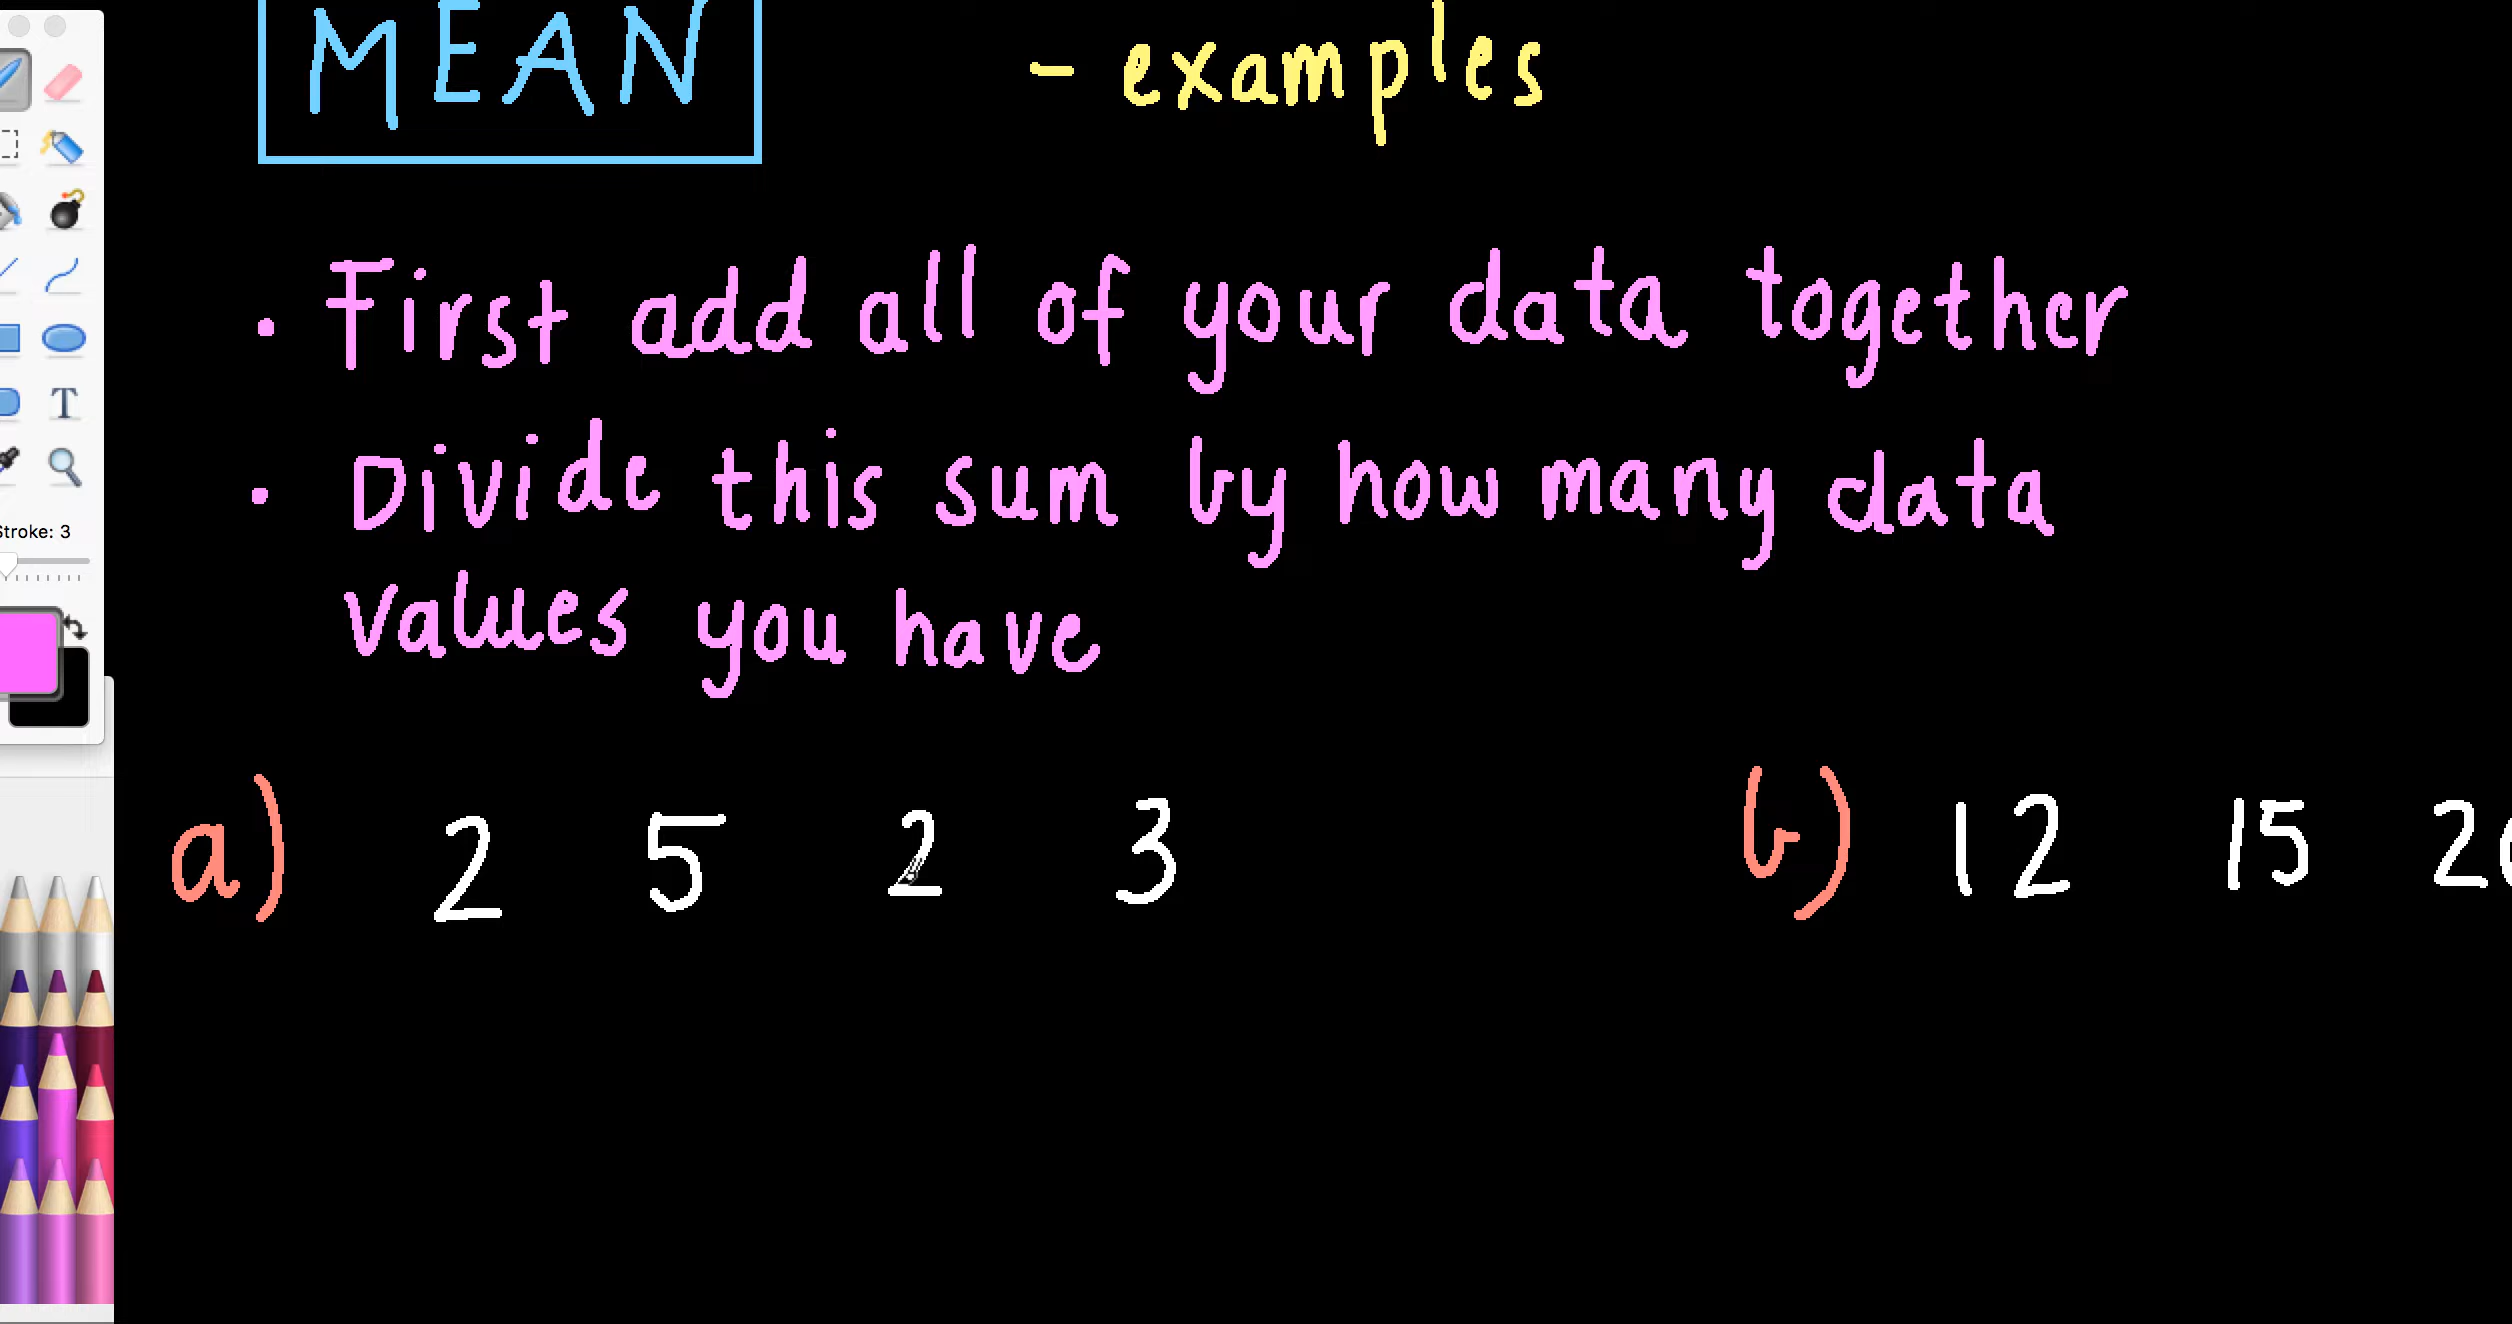 MEAN - examples
• First add all of your data together
• Divide this sum by how many data
values you have
a) 2 5 2 3 b) 12 15
T
Stroke: 3